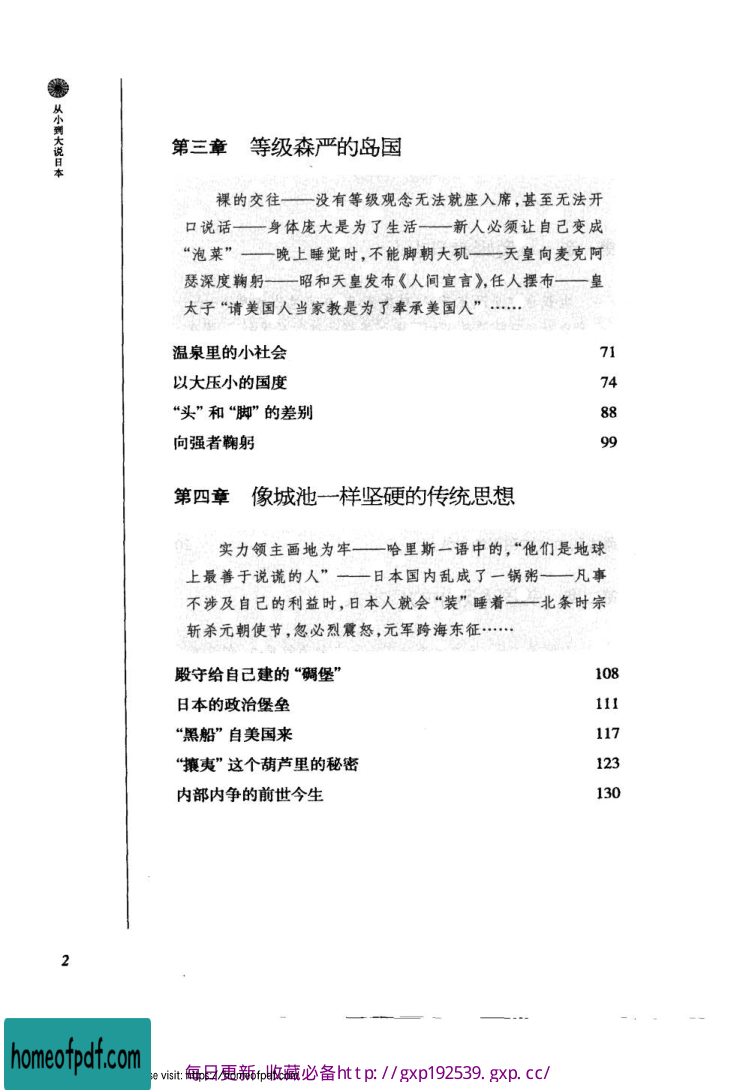 从小到大说日本
第三章 等级森严的岛国
裸的交往——没有等级观念无法就座入席,甚至无法开
口说话——身体庞大是为了生活——新人必须让自己变成
“泡菜”——晚上睡觉时,不能脚朝大矶——天皇向麦克阿
瑟深度鞠躬——昭和天皇发布《人间宣言》,任人摆布——皇
太子“请美国人当家教是为了奉承美国人”……
温泉里的小社会 71
以大压小的国度 74
“头”和“脚”的差别 88
向强者鞠躬 99
第四章 像城池一样坚硬的传统思想
实力领主画地为牢——哈里斯一语中的,“他们是地球
上最善于说谎的人”——日本国内乱成了一锅粥——凡事
不涉及自己的利益时,日本人就会“装”睡着——北条时宗
斩杀元朝使节,忽必烈震怒,元军跨海东征……
殿守给自己建的“碉堡” 108
日本的政治堡垒 111
“黑船”自美国来 117
“攘夷”这个葫芦里的秘密 123
内部内争的前世今生 130
2
homeofpdf.com
se visit: https://homeofpdf.com
每日更新,收藏必备http://gxp192539.gxp.cc/